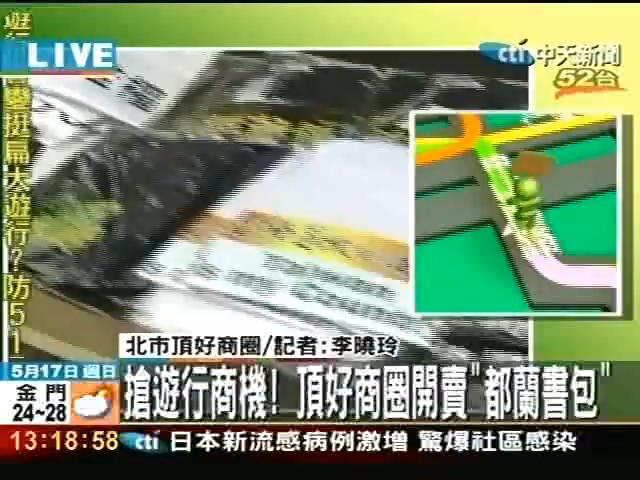 LIVE
cti 中天新聞
52台
變挺扁大遊行?防51
北市頂好商圈/記者:李曉玲
5月17日 週日
搶遊行商機! 頂好商圈開賣"都蘭書包"
金門
24~28
13:18:58
cti 日本新流感病例激增 驚爆社區感染